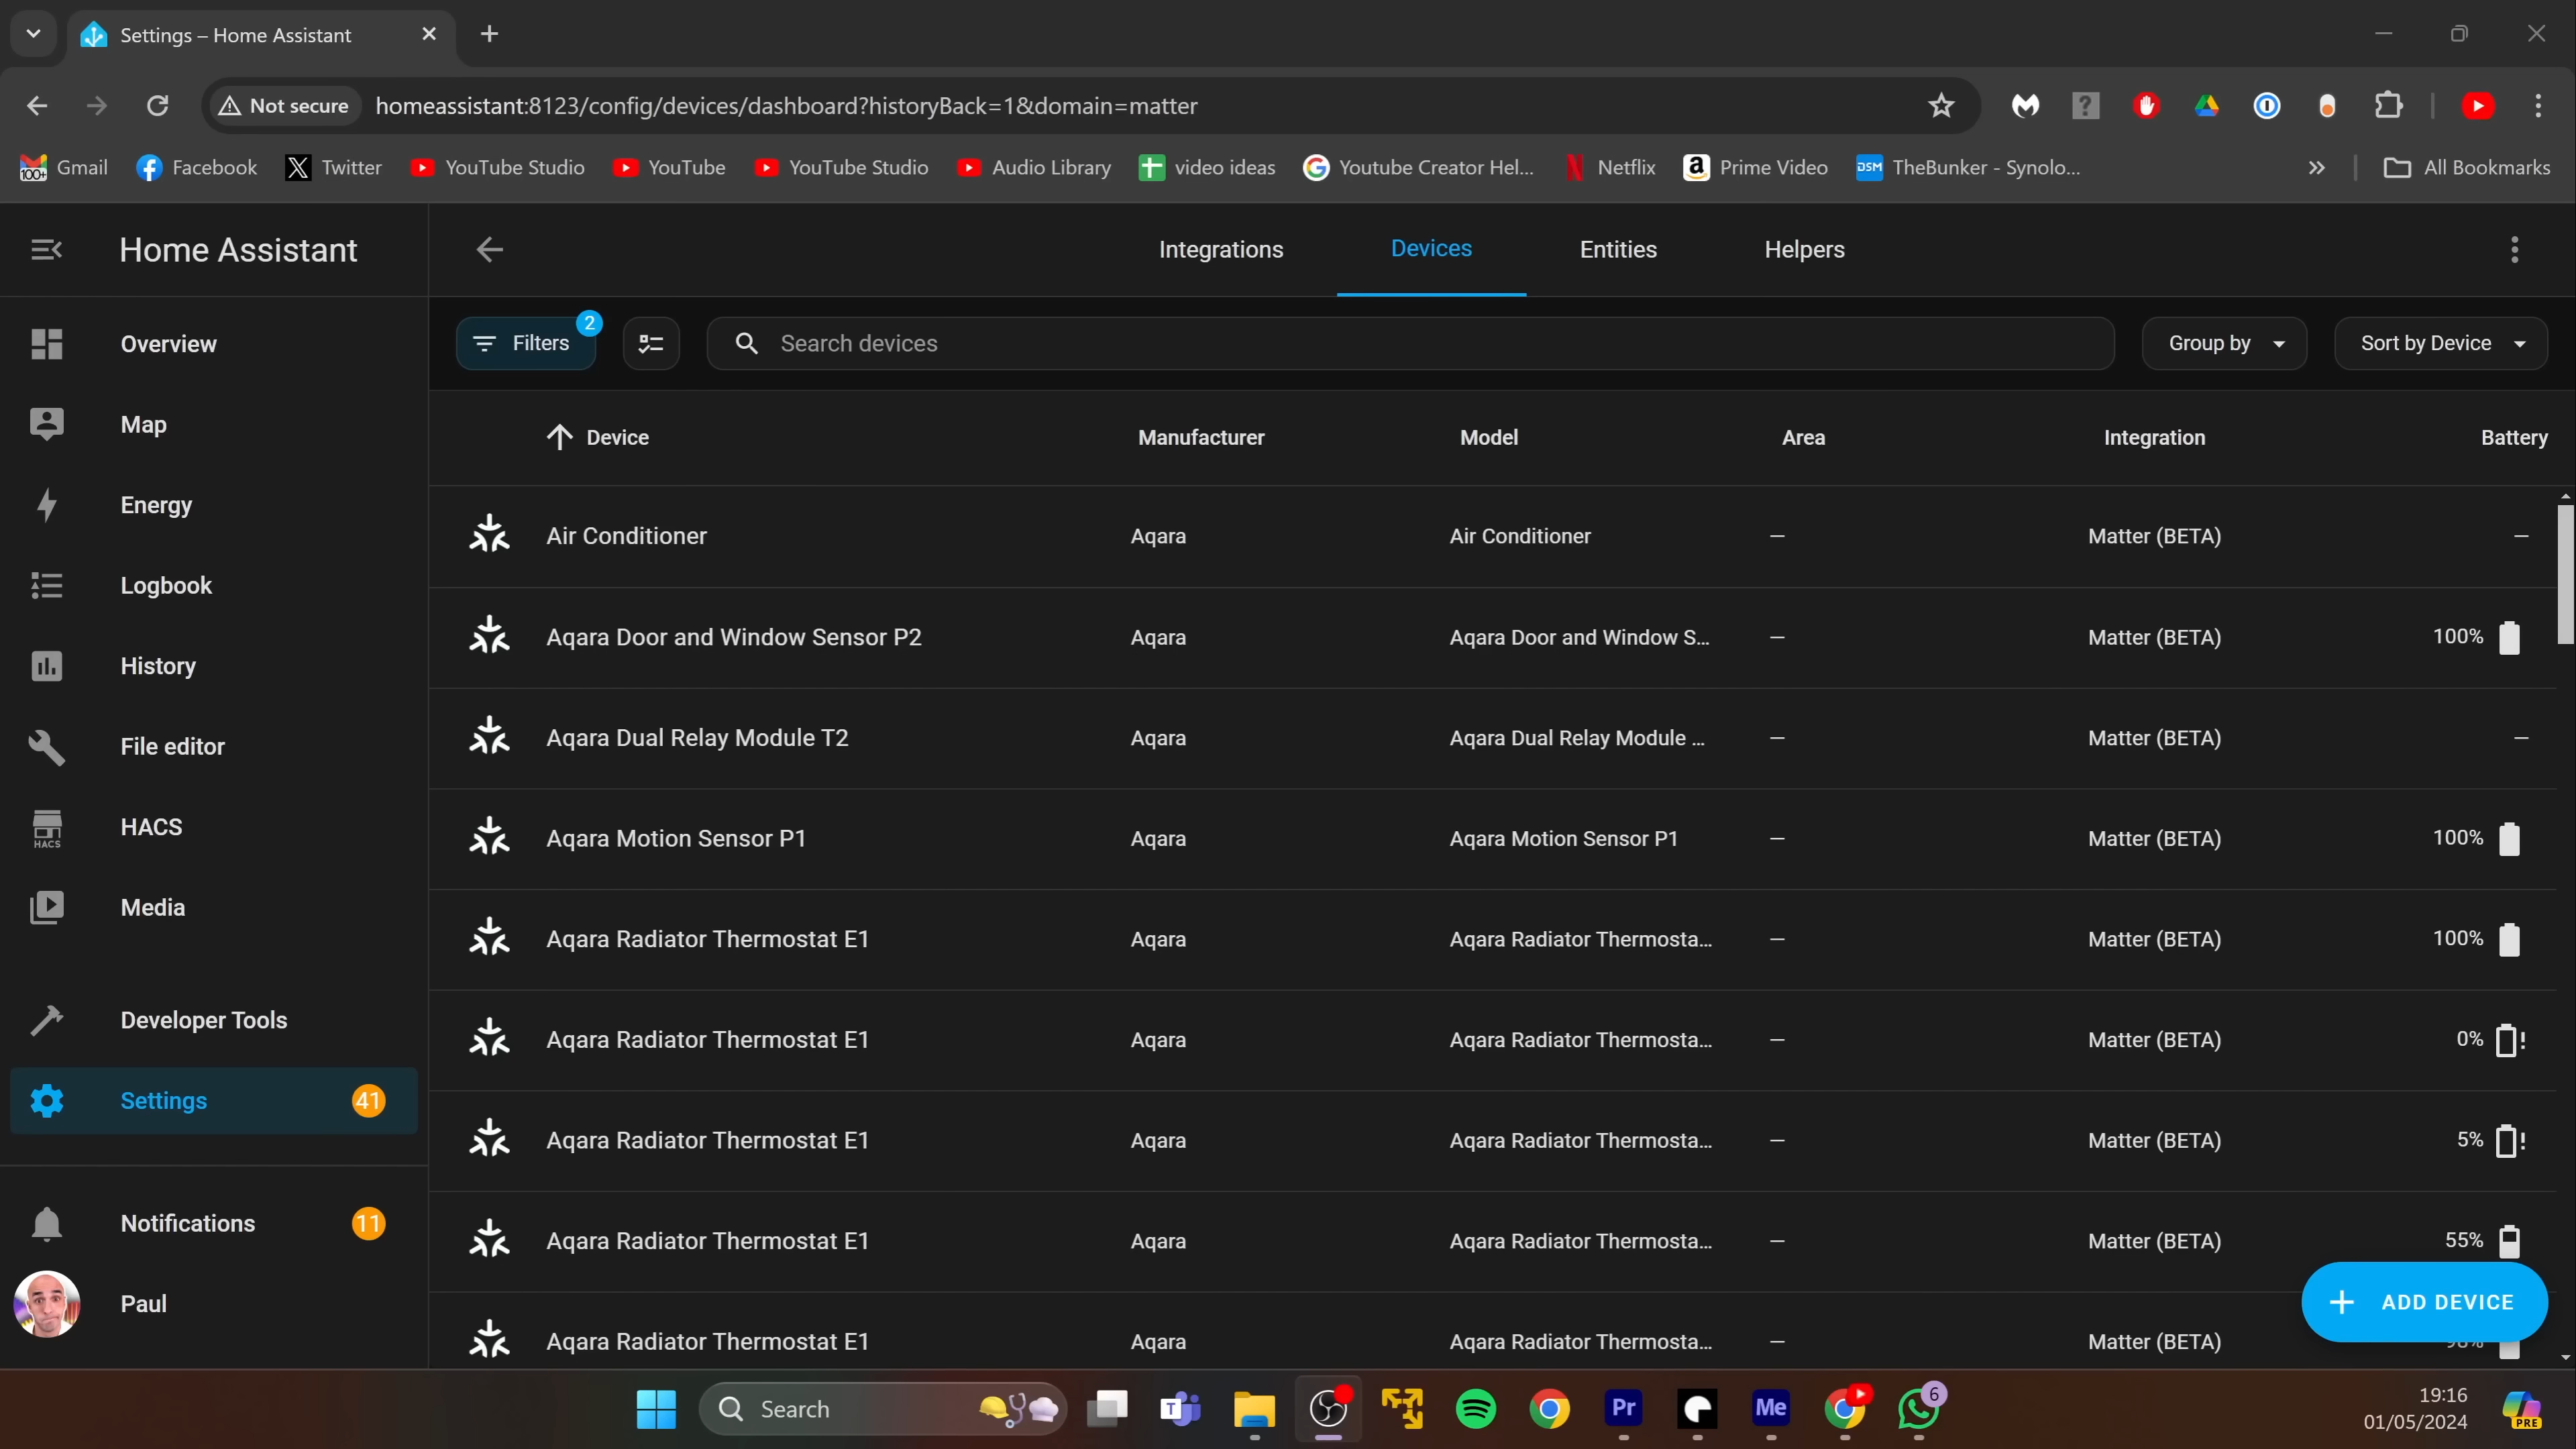 Settings – Home Assistant
Not secure
homeassistant:8123/config/devices/dashboard?historyBack=1&domain=matter
100+ Gmail Facebook Twitter YouTube Studio YouTube YouTube Studio Audio Library video ideas Youtube Creator Hel... Netflix a Prime Video DSM TheBunker - Synolo... » All Bookmarks
Home Assistant
Integrations Devices Entities Helpers
Filters 2 Search devices Group by Sort by Device
Device Manufacturer Model Area Integration Battery
Air Conditioner Aqara Air Conditioner — Matter (BETA) —
Aqara Door and Window Sensor P2 Aqara Aqara Door and Window S... — Matter (BETA) 100%
Aqara Dual Relay Module T2 Aqara Aqara Dual Relay Module ... — Matter (BETA) —
Aqara Motion Sensor P1 Aqara Aqara Motion Sensor P1 — Matter (BETA) 100%
Aqara Radiator Thermostat E1 Aqara Aqara Radiator Thermosta... — Matter (BETA) 100%
Aqara Radiator Thermostat E1 Aqara Aqara Radiator Thermosta... — Matter (BETA) 0%
Aqara Radiator Thermostat E1 Aqara Aqara Radiator Thermosta... — Matter (BETA) 5%
Aqara Radiator Thermostat E1 Aqara Aqara Radiator Thermosta... — Matter (BETA) 55%
Aqara Radiator Thermostat E1 Aqara Aqara Radiator Thermosta... — Matter (BETA)
ADD DEVICE
Overview
Map
Energy
Logbook
History
File editor
HACS HACS
Media
Developer Tools
Settings 41
Notifications 11
Paul
Search
T
Pr
Me
6
19:16
01/05/2024
PRE